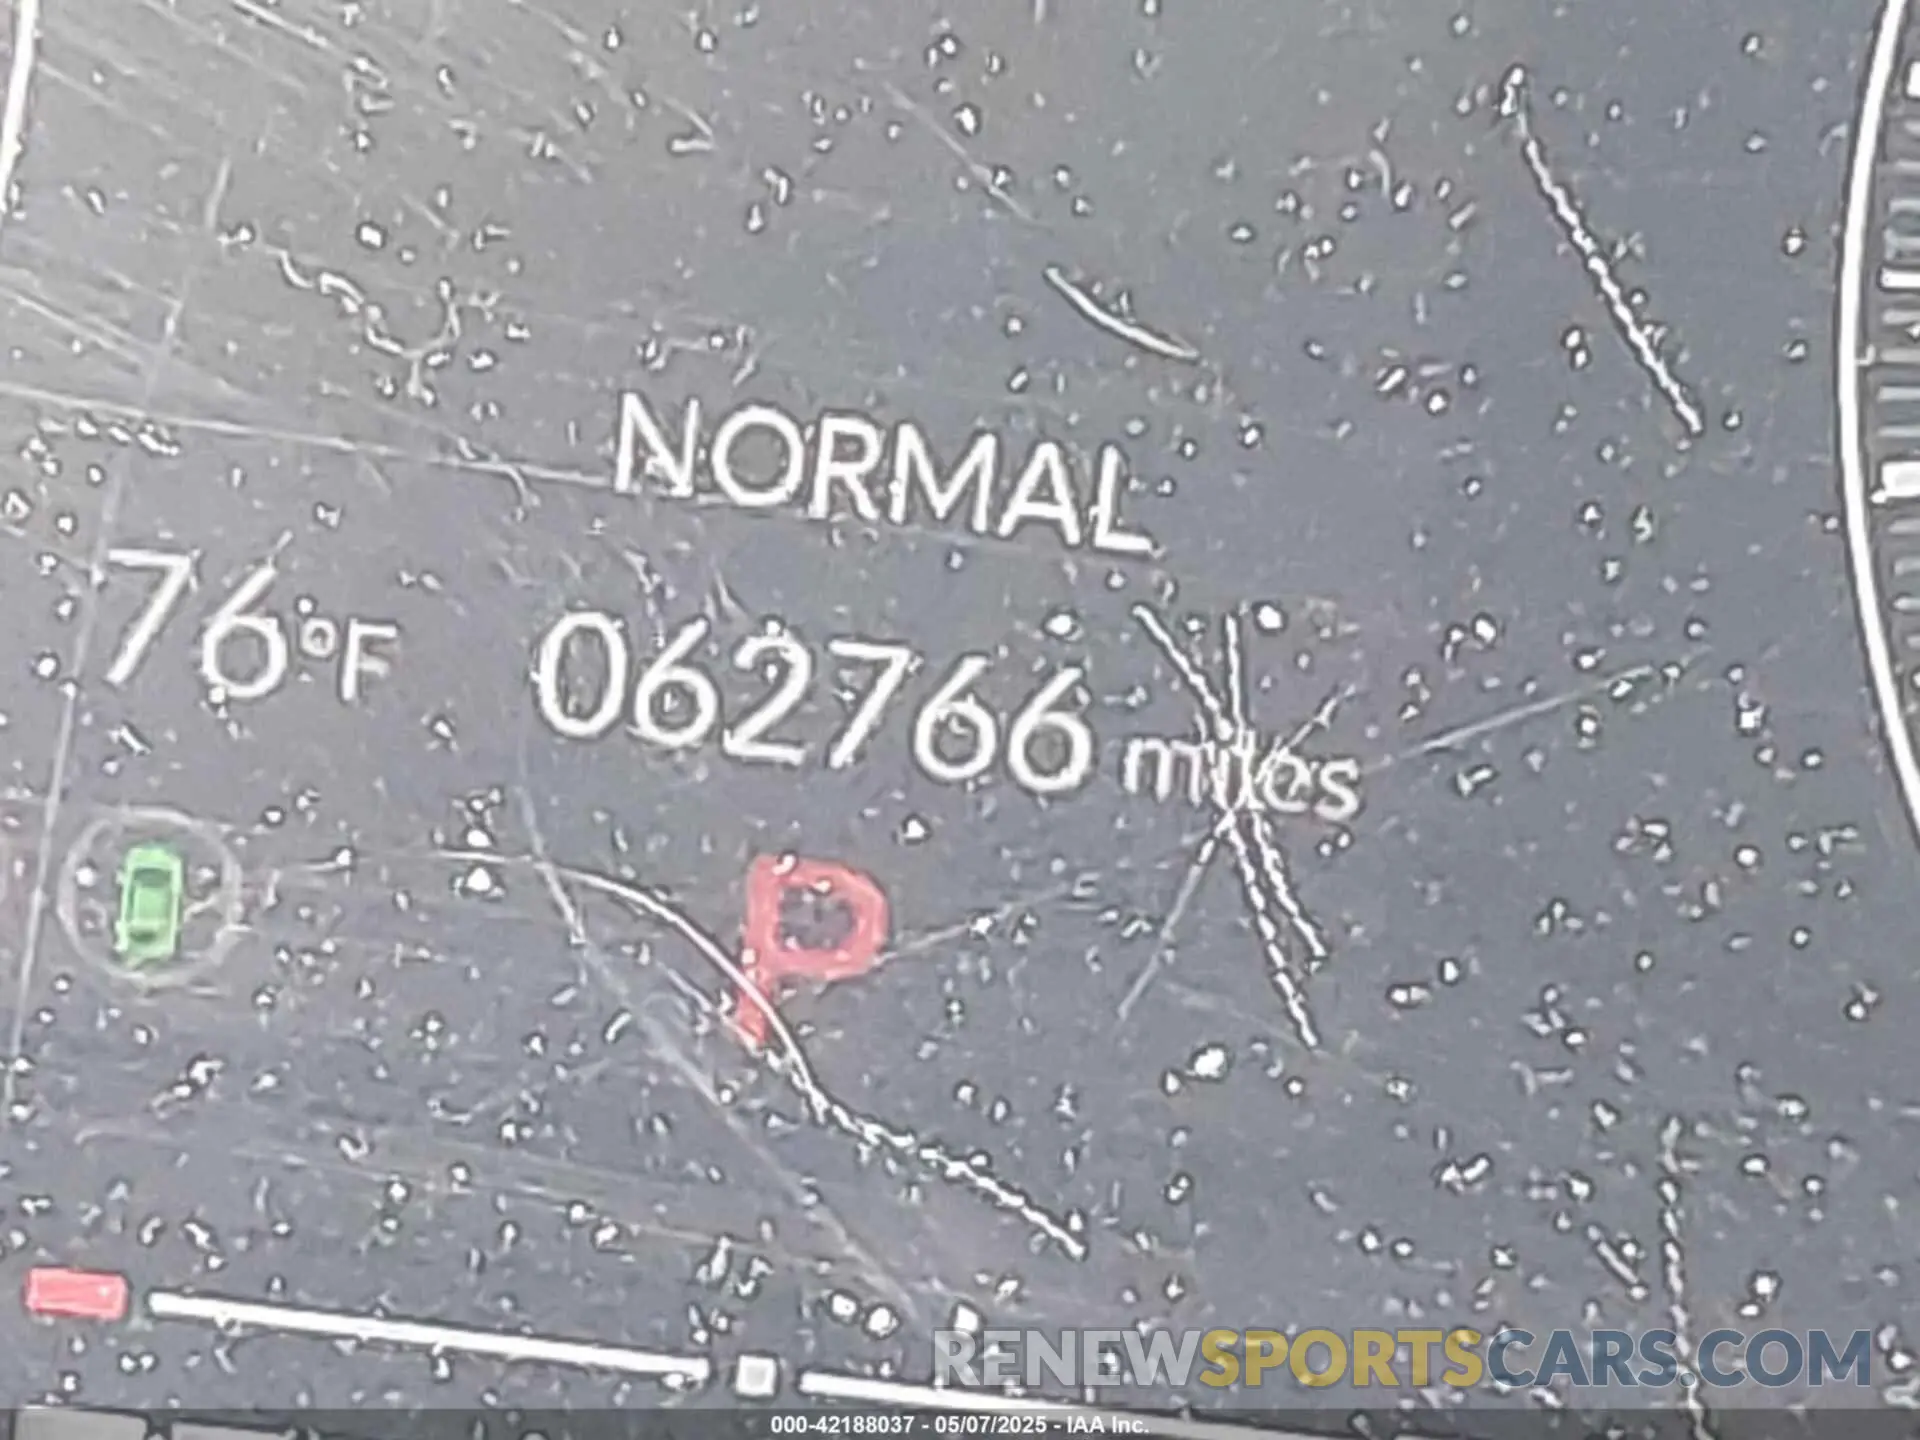 NORMAL
76°F
062766 miles
P
RENEWSPORTSCARS.COM
000-42188037 - 05/07/2025 - IAA Inc.